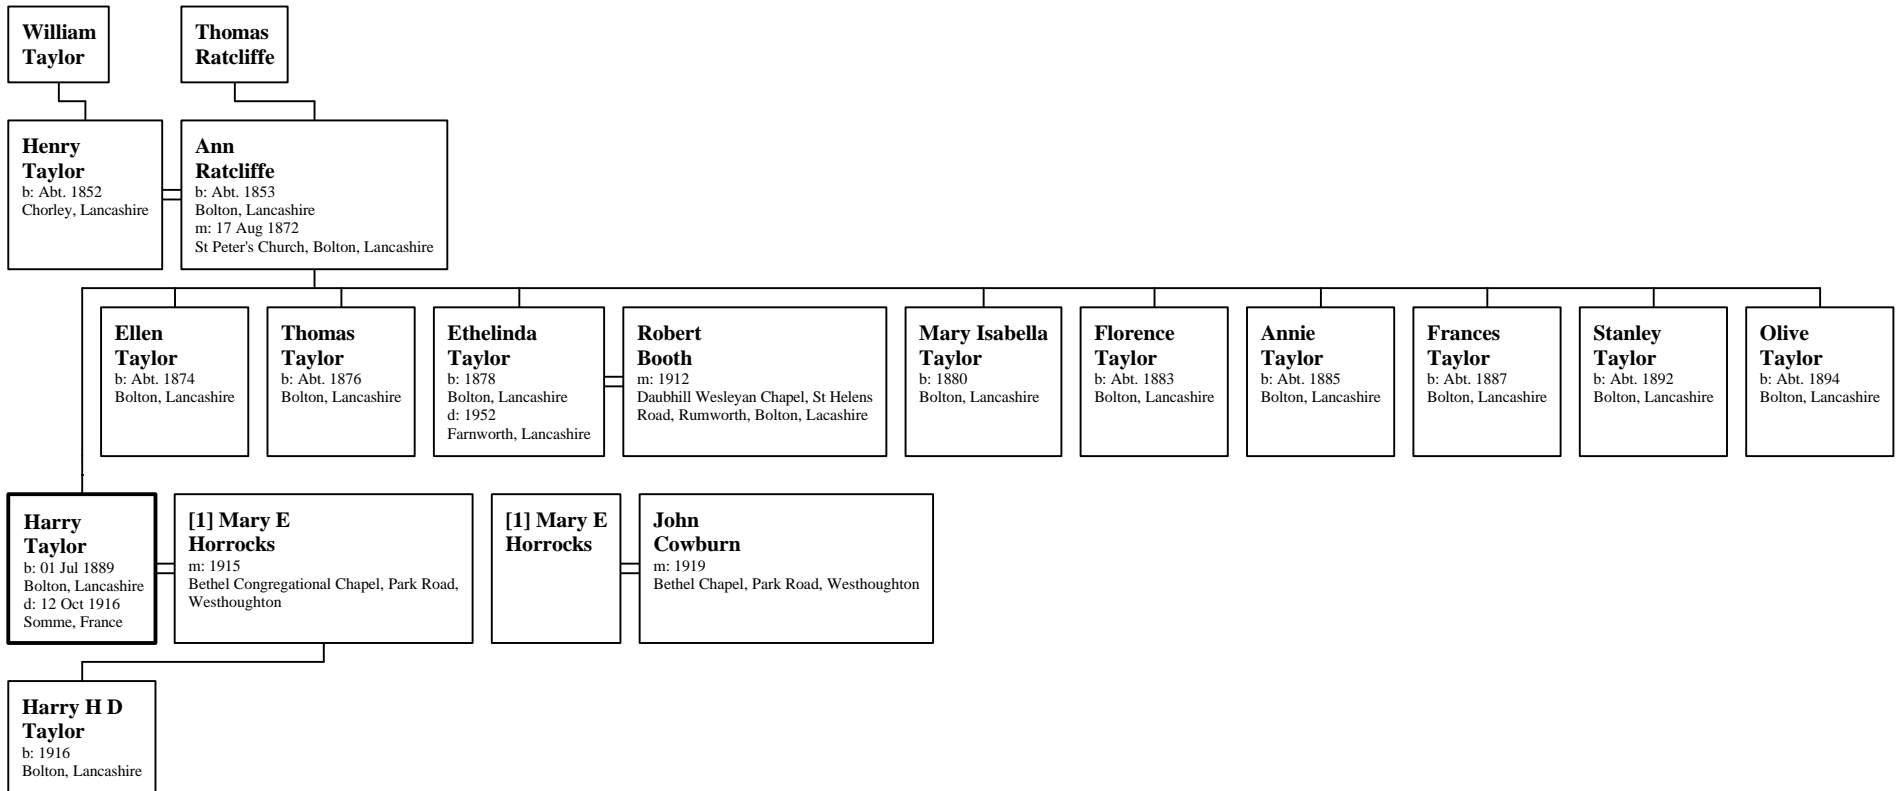 William
Taylor
Thomas
Ratcliffe
Henry
Taylor
b: Abt. 1852
Chorley, Lancashire
Ann
Ratcliffe
b: Abt. 1853
Bolton, Lancashire
m: 17 Aug 1872
St Peter's Church, Bolton, Lancashire
Ellen
Taylor
b: Abt. 1874
Bolton, Lancashire
Thomas
Taylor
b: Abt. 1876
Bolton, Lancashire
Ethelinda
Taylor
b: 1878
Bolton, Lancashire
d: 1952
Farnworth, Lancashire
Robert
Booth
m: 1912
Daubhill Wesleyan Chapel, St Helens
Road, Rumworth, Bolton, Lacashire
Mary Isabella
Taylor
b: 1880
Bolton, Lancashire
Florence
Taylor
b: Abt. 1883
Bolton, Lancashire
Annie
Taylor
b: Abt. 1885
Bolton, Lancashire
Frances
Taylor
b: Abt. 1887
Bolton, Lancashire
Stanley
Taylor
b: Abt. 1892
Bolton, Lancashire
Olive
Taylor
b: Abt. 1894
Bolton, Lancashire
Harry
Taylor
b: 01 Jul 1889
Bolton, Lancashire
d: 12 Oct 1916
Somme, France
[1] Mary E
Horrocks
m: 1915
Bethel Congregational Chapel, Park Road,
Westhoughton
[1] Mary E
Horrocks
John
Cowburn
m: 1919
Bethel Chapel, Park Road, Westhoughton
Harry H D
Taylor
b: 1916
Bolton, Lancashire